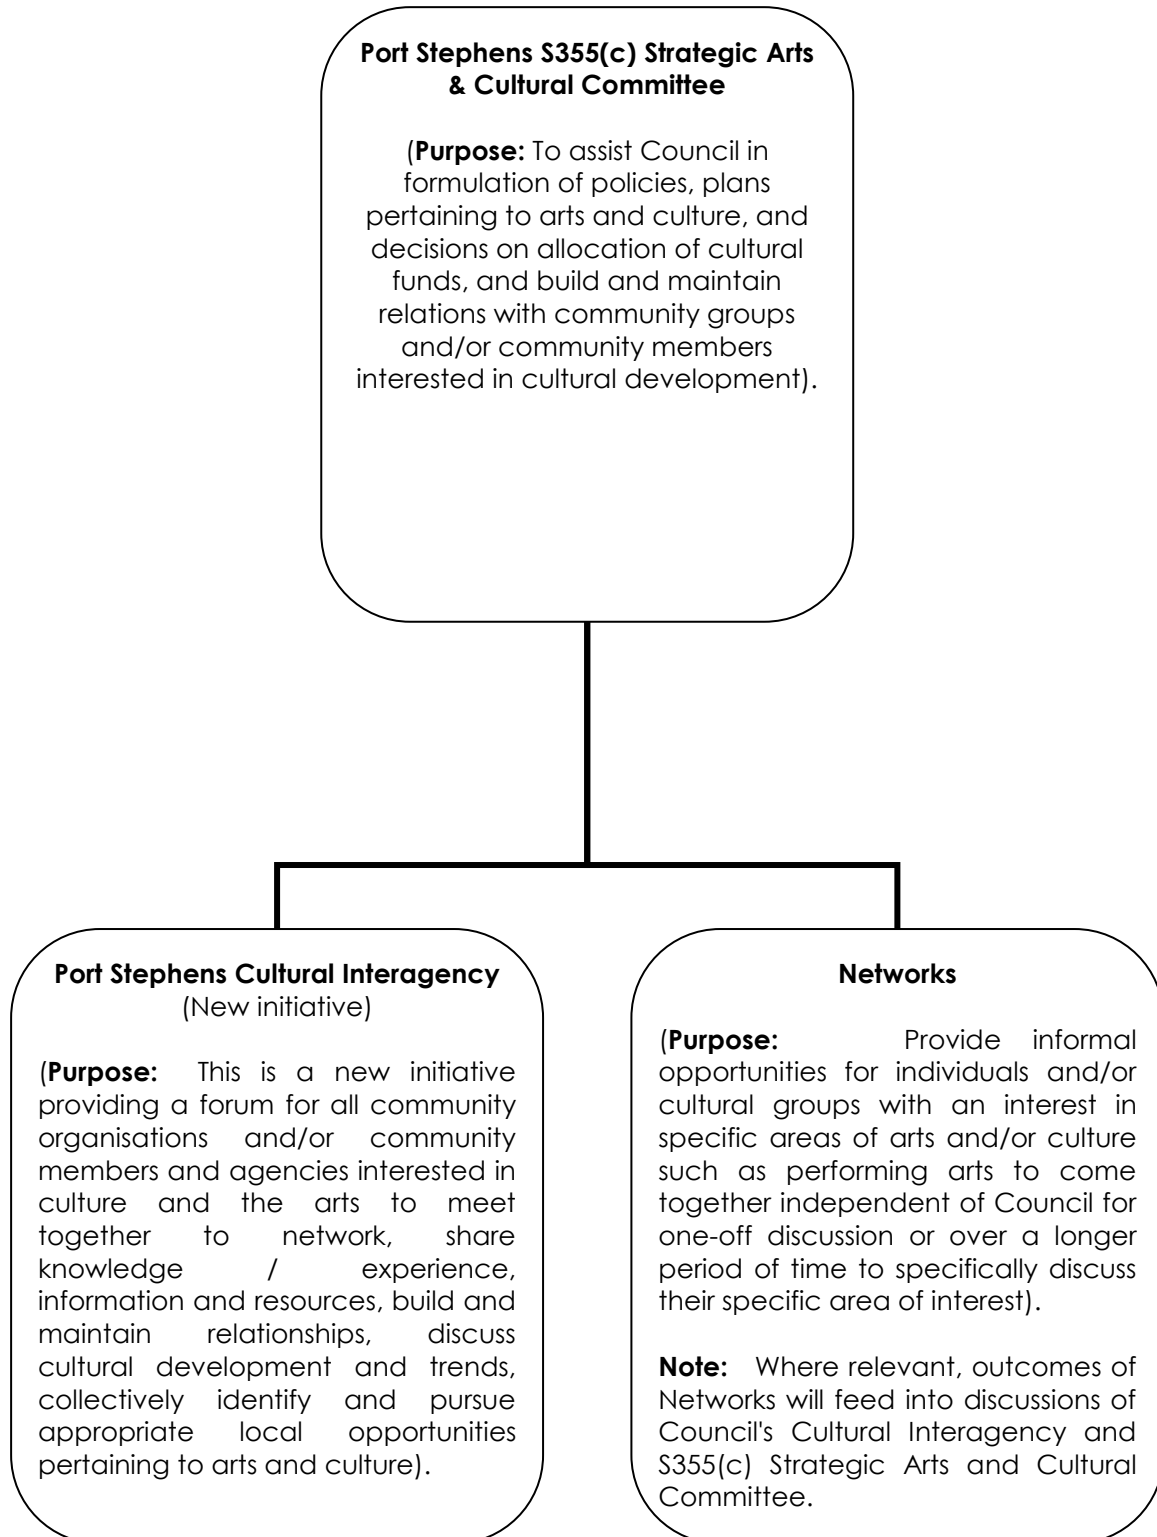 Port Stephens S355(c) Strategic Arts
& Cultural Committee
(Purpose: To assist Council in
formulation of policies, plans
pertaining to arts and culture, and
decisions on allocation of cultural
funds, and build and maintain
relations with community groups
and/or community members
interested in cultural development).
Port Stephens Cultural Interagency
(New initiative)
(Purpose: This is a new initiative
providing a forum for all community
organisations and/or community
members and agencies interested in
culture and the arts to meet
together to network, share
knowledge / experience,
information and resources, build and
maintain relationships, discuss
cultural development and trends,
collectively identify and pursue
appropriate local opportunities
pertaining to arts and culture).
Networks
(Purpose: Provide informal
opportunities for individuals and/or
cultural groups with an interest in
specific areas of arts and/or culture
such as performing arts to come
together independent of Council for
one-off discussion or over a longer
period of time to specifically discuss
their specific area of interest).
Note: Where relevant, outcomes of
Networks will feed into discussions of
Council's Cultural Interagency and
S355(c) Strategic Arts and Cultural
Committee.